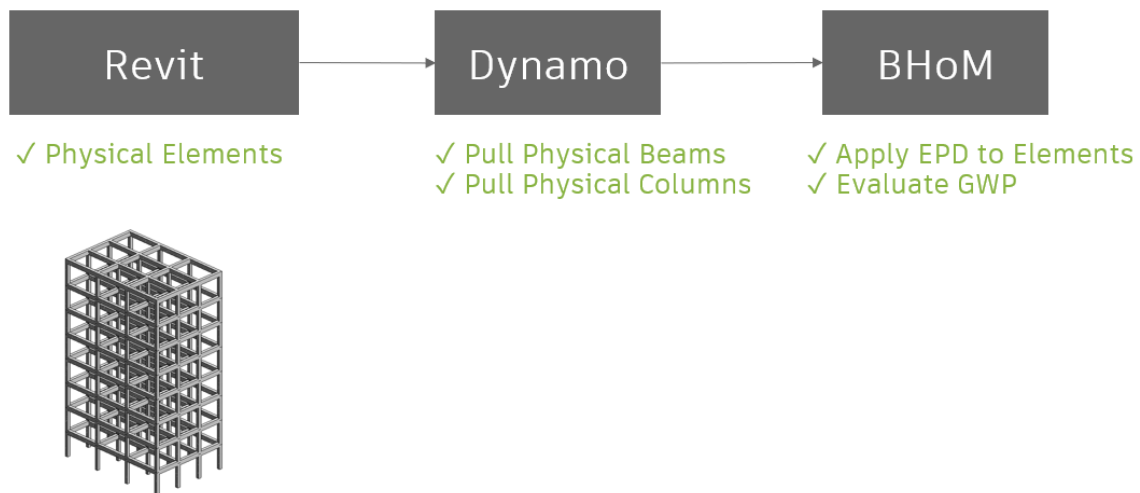 Revit
Dynamo
BHoM
✓ Physical Elements
✓ Pull Physical Beams
✓ Pull Physical Columns
✓ Apply EPD to Elements
✓ Evaluate GWP